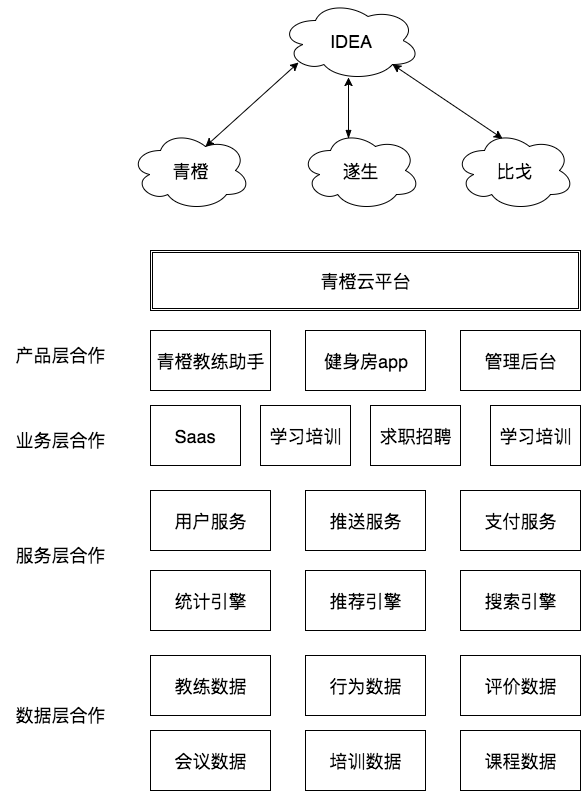 IDEA
青橙
遂生
比戈
青橙云平台
产品层合作
青橙教练助手
健身房app
管理后台
业务层合作
Saas
学习培训
求职招聘
学习培训
服务层合作
用户服务
推送服务
支付服务
统计引擎
推荐引擎
搜索引擎
数据层合作
教练数据
行为数据
评价数据
会议数据
培训数据
课程数据